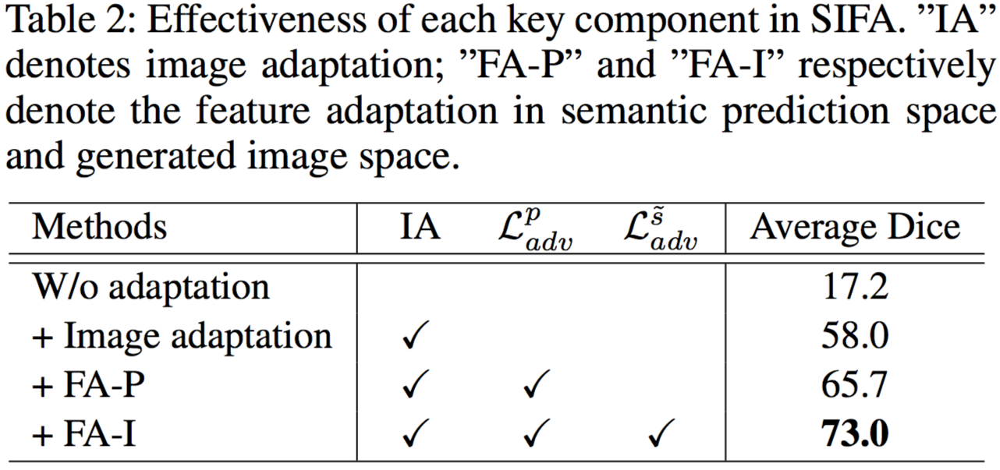 Table 2: Effectiveness of each key component in SIFA. ”IA”
denotes image adaptation; ”FA-P” and ”FA-I” respectively
denote the feature adaptation in semantic prediction space
and generated image space.
Methods IA $\mathcal{L}_{adv}^{p}$ $\mathcal{L}_{adv}^{\tilde{s}}$ Average Dice
W/o adaptation 17.2
+ Image adaptation ✓ 58.0
+ FA-P ✓ ✓ 65.7
+ FA-I ✓ ✓ ✓ 73.0